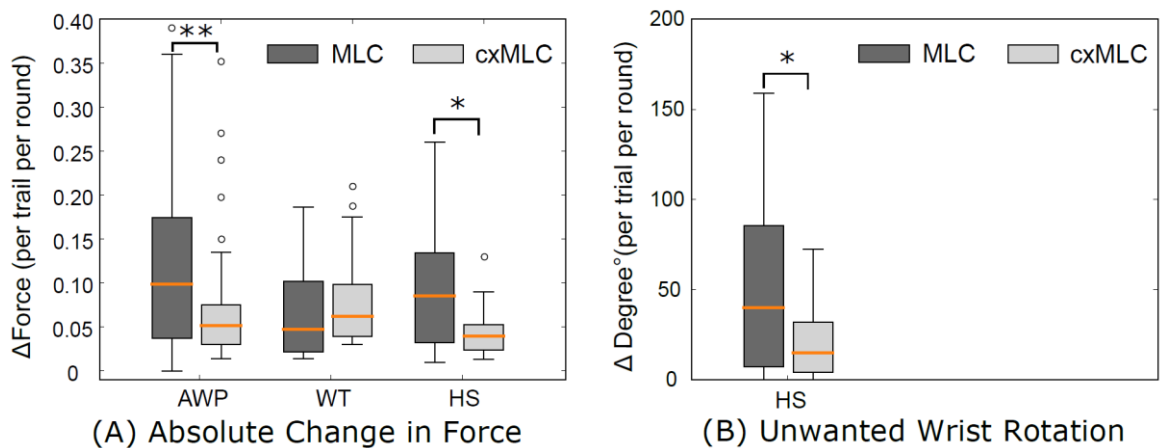 0.40
0.35
0.30
0.25
0.20
0.15
0.10
0.05
0
ΔForce (per trail per round)
** MLC cxMLC
*
AWP WT HS
(A) Absolute Change in Force
200
150
100
50
0
Δ Degree°(per trial per round)
MLC cxMLC
*
HS
(B) Unwanted Wrist Rotation